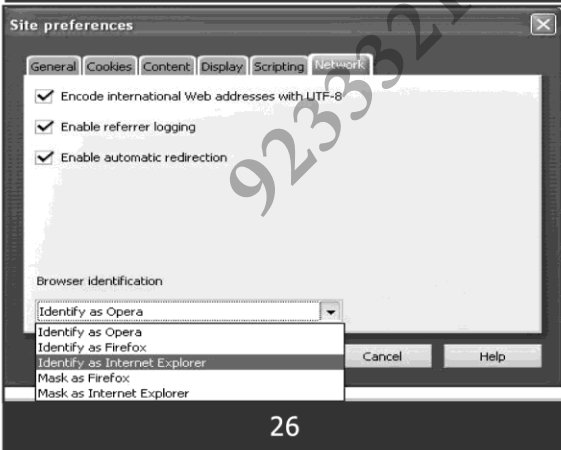 Site preferences
General Cookies Content Display Scripting Network
Encode international Web addresses with UTF-8
Enable referrer logging
Enable automatic redirection
Browser identification
Identify as Opera
Identify as Opera
Identify as Firefox
Identify as Internet Explorer
Mask as Firefox
Mask as Internet Explorer
Cancel Help
26